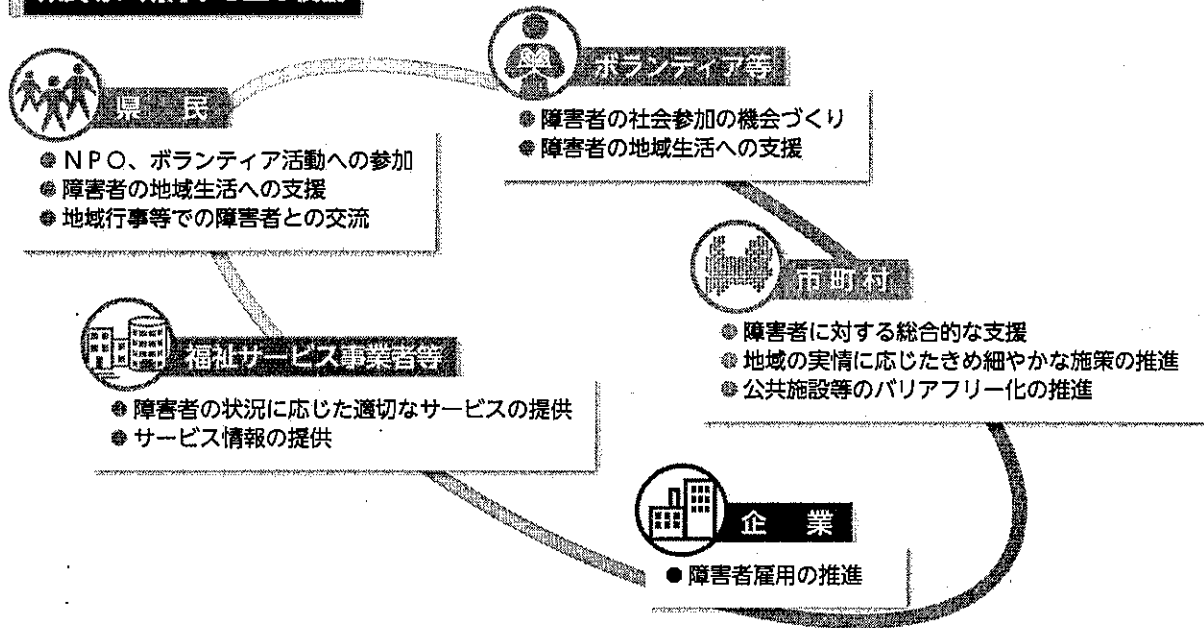 県民
● NPO、ボランティア活動への参加
● 障害者の地域生活への支援
● 地域行事等での障害者との交流
ボランティア等
● 障害者の社会参加の機会づくり
● 障害者の地域生活への支援
市町村
● 障害者に対する総合的な支援
● 地域の実情に応じたきめ細やかな施策の推進
● 公共施設等のバリアフリー化の推進
福祉サービス事業者等
● 障害者の状況に応じた適切なサービスの提供
● サービス情報の提供
企業
● 障害者雇用の推進